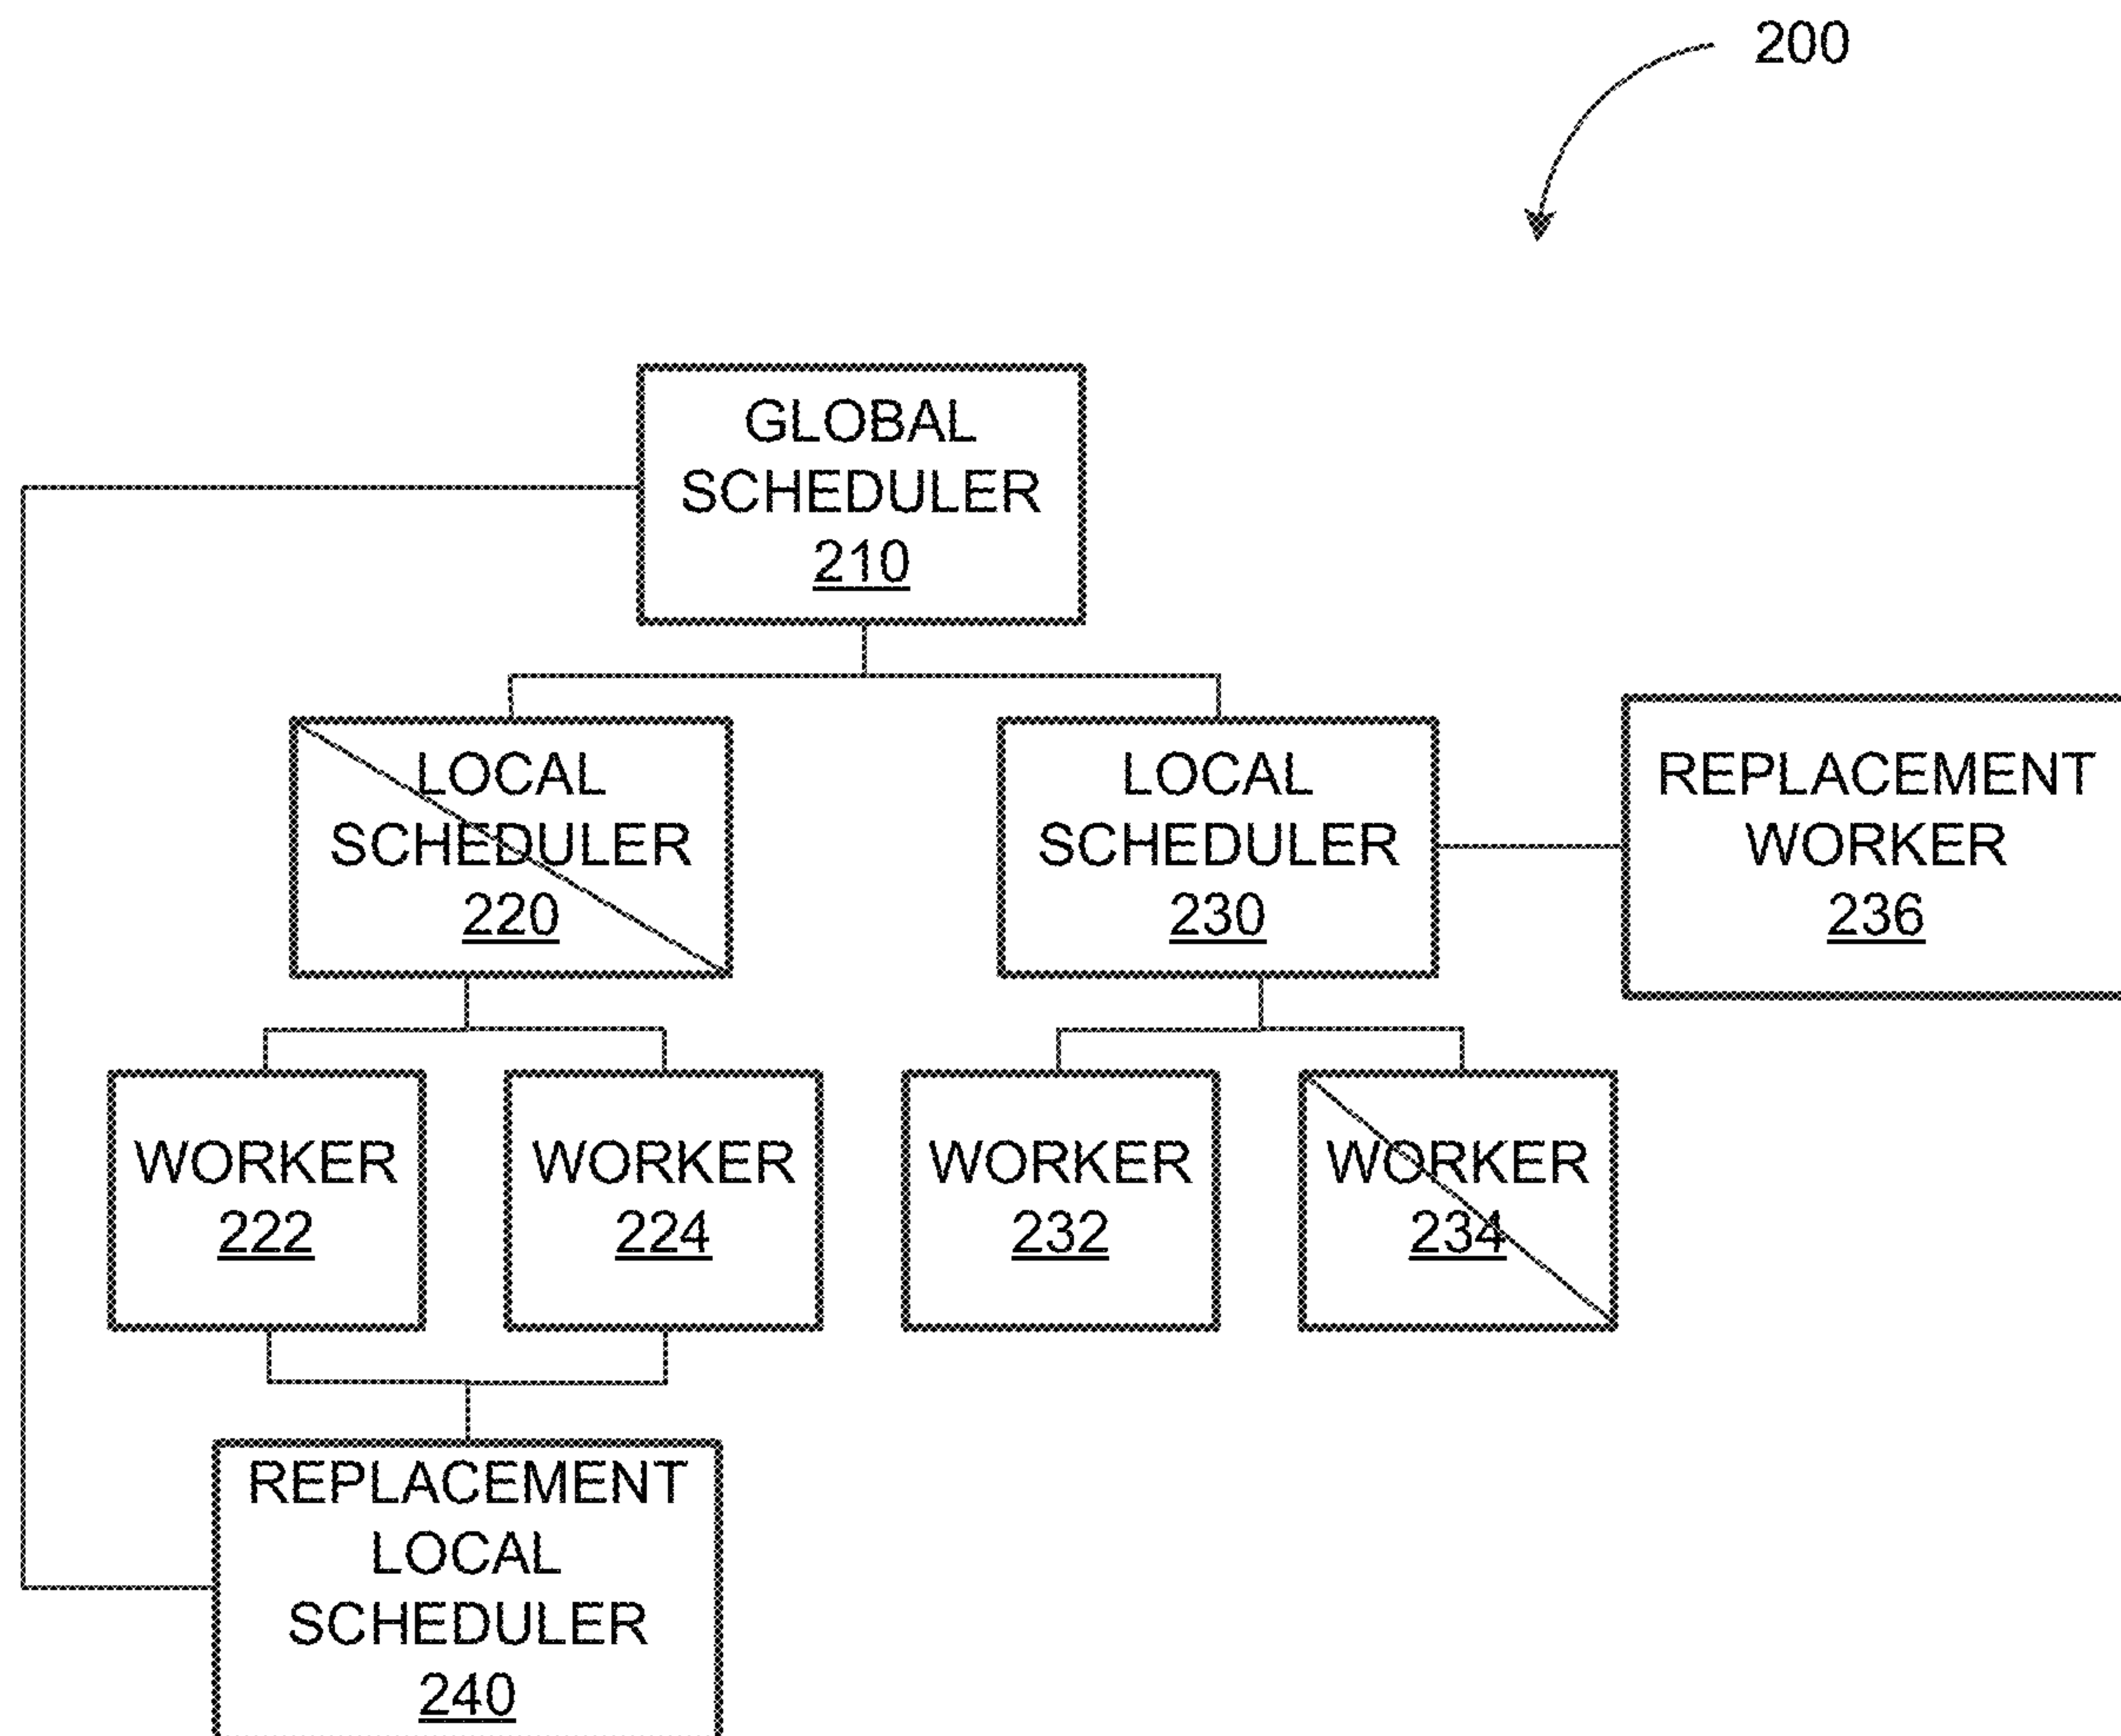 200
GLOBAL
SCHEDULER
210
LOCAL
SCHEDULER
220
LOCAL
SCHEDULER
230
REPLACEMENT
WORKER
236
WORKER
222
WORKER
224
WORKER
232
WORKER
234
REPLACEMENT
LOCAL
SCHEDULER
240